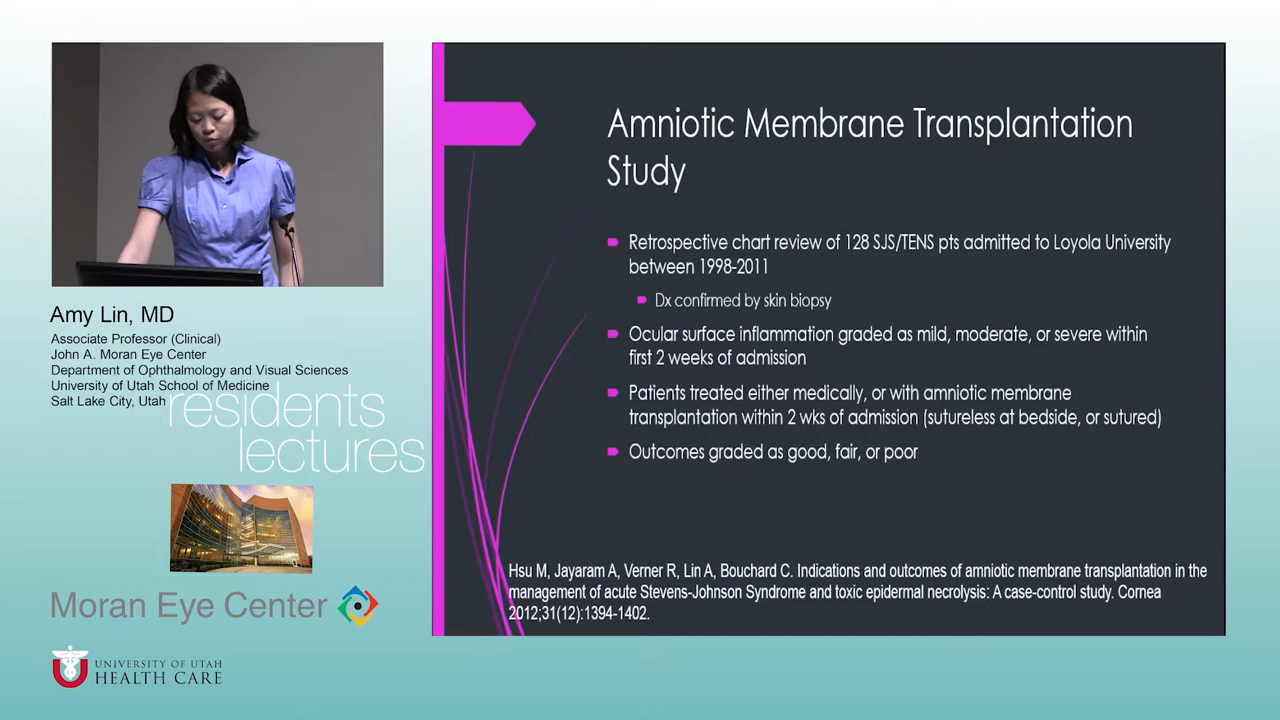 Amy Lin, MD
Associate Professor (Clinical)
John A. Moran Eye Center
Department of Ophthalmology and Visual Sciences
University of Utah School of Medicine
Salt Lake City, Utah
residents
lectures
Moran Eye Center
UNIVERSITY OF UTAH
HEALTH CARE
Amniotic Membrane Transplantation
Study
Retrospective chart review of 128 SJS/TENS pts admitted to Loyola University
between 1998-2011
Dx confirmed by skin biopsy
Ocular surface inflammation graded as mild, moderate, or severe within
first 2 weeks of admission
Patients treated either medically, or with amniotic membrane
transplantation within 2 wks of admission (sutureless at bedside, or sutured)
Outcomes graded as good, fair, or poor
Hsu M, Jayaram A, Verner R, Lin A, Bouchard C. Indications and outcomes of amniotic membrane transplantation in the
management of acute Stevens-Johnson Syndrome and toxic epidermal necrolysis: A case-control study. Cornea
2012;31(12):1394-1402.